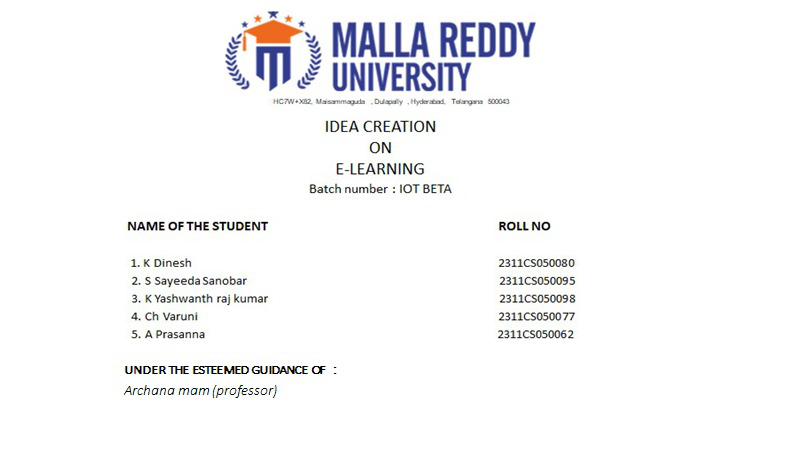 MALLA REDDY
UNIVERSITY
HC7W+X82, Maisammaguda , Dulapally , Hyderabad, Telangana 500043
IDEA CREATION
ON
E-LEARNING
Batch number : IOT BETA
NAME OF THE STUDENT ROLL NO
1. K Dinesh 2311CS050080
2. S Sayeeda Sanobar 2311CS050095
3. K Yashwanth raj kumar 2311CS050098
4. Ch Varuni 2311CS050077
5. A Prasanna 2311CS050062
UNDER THE ESTEEMED GUIDANCE OF :
Archana mam (professor)